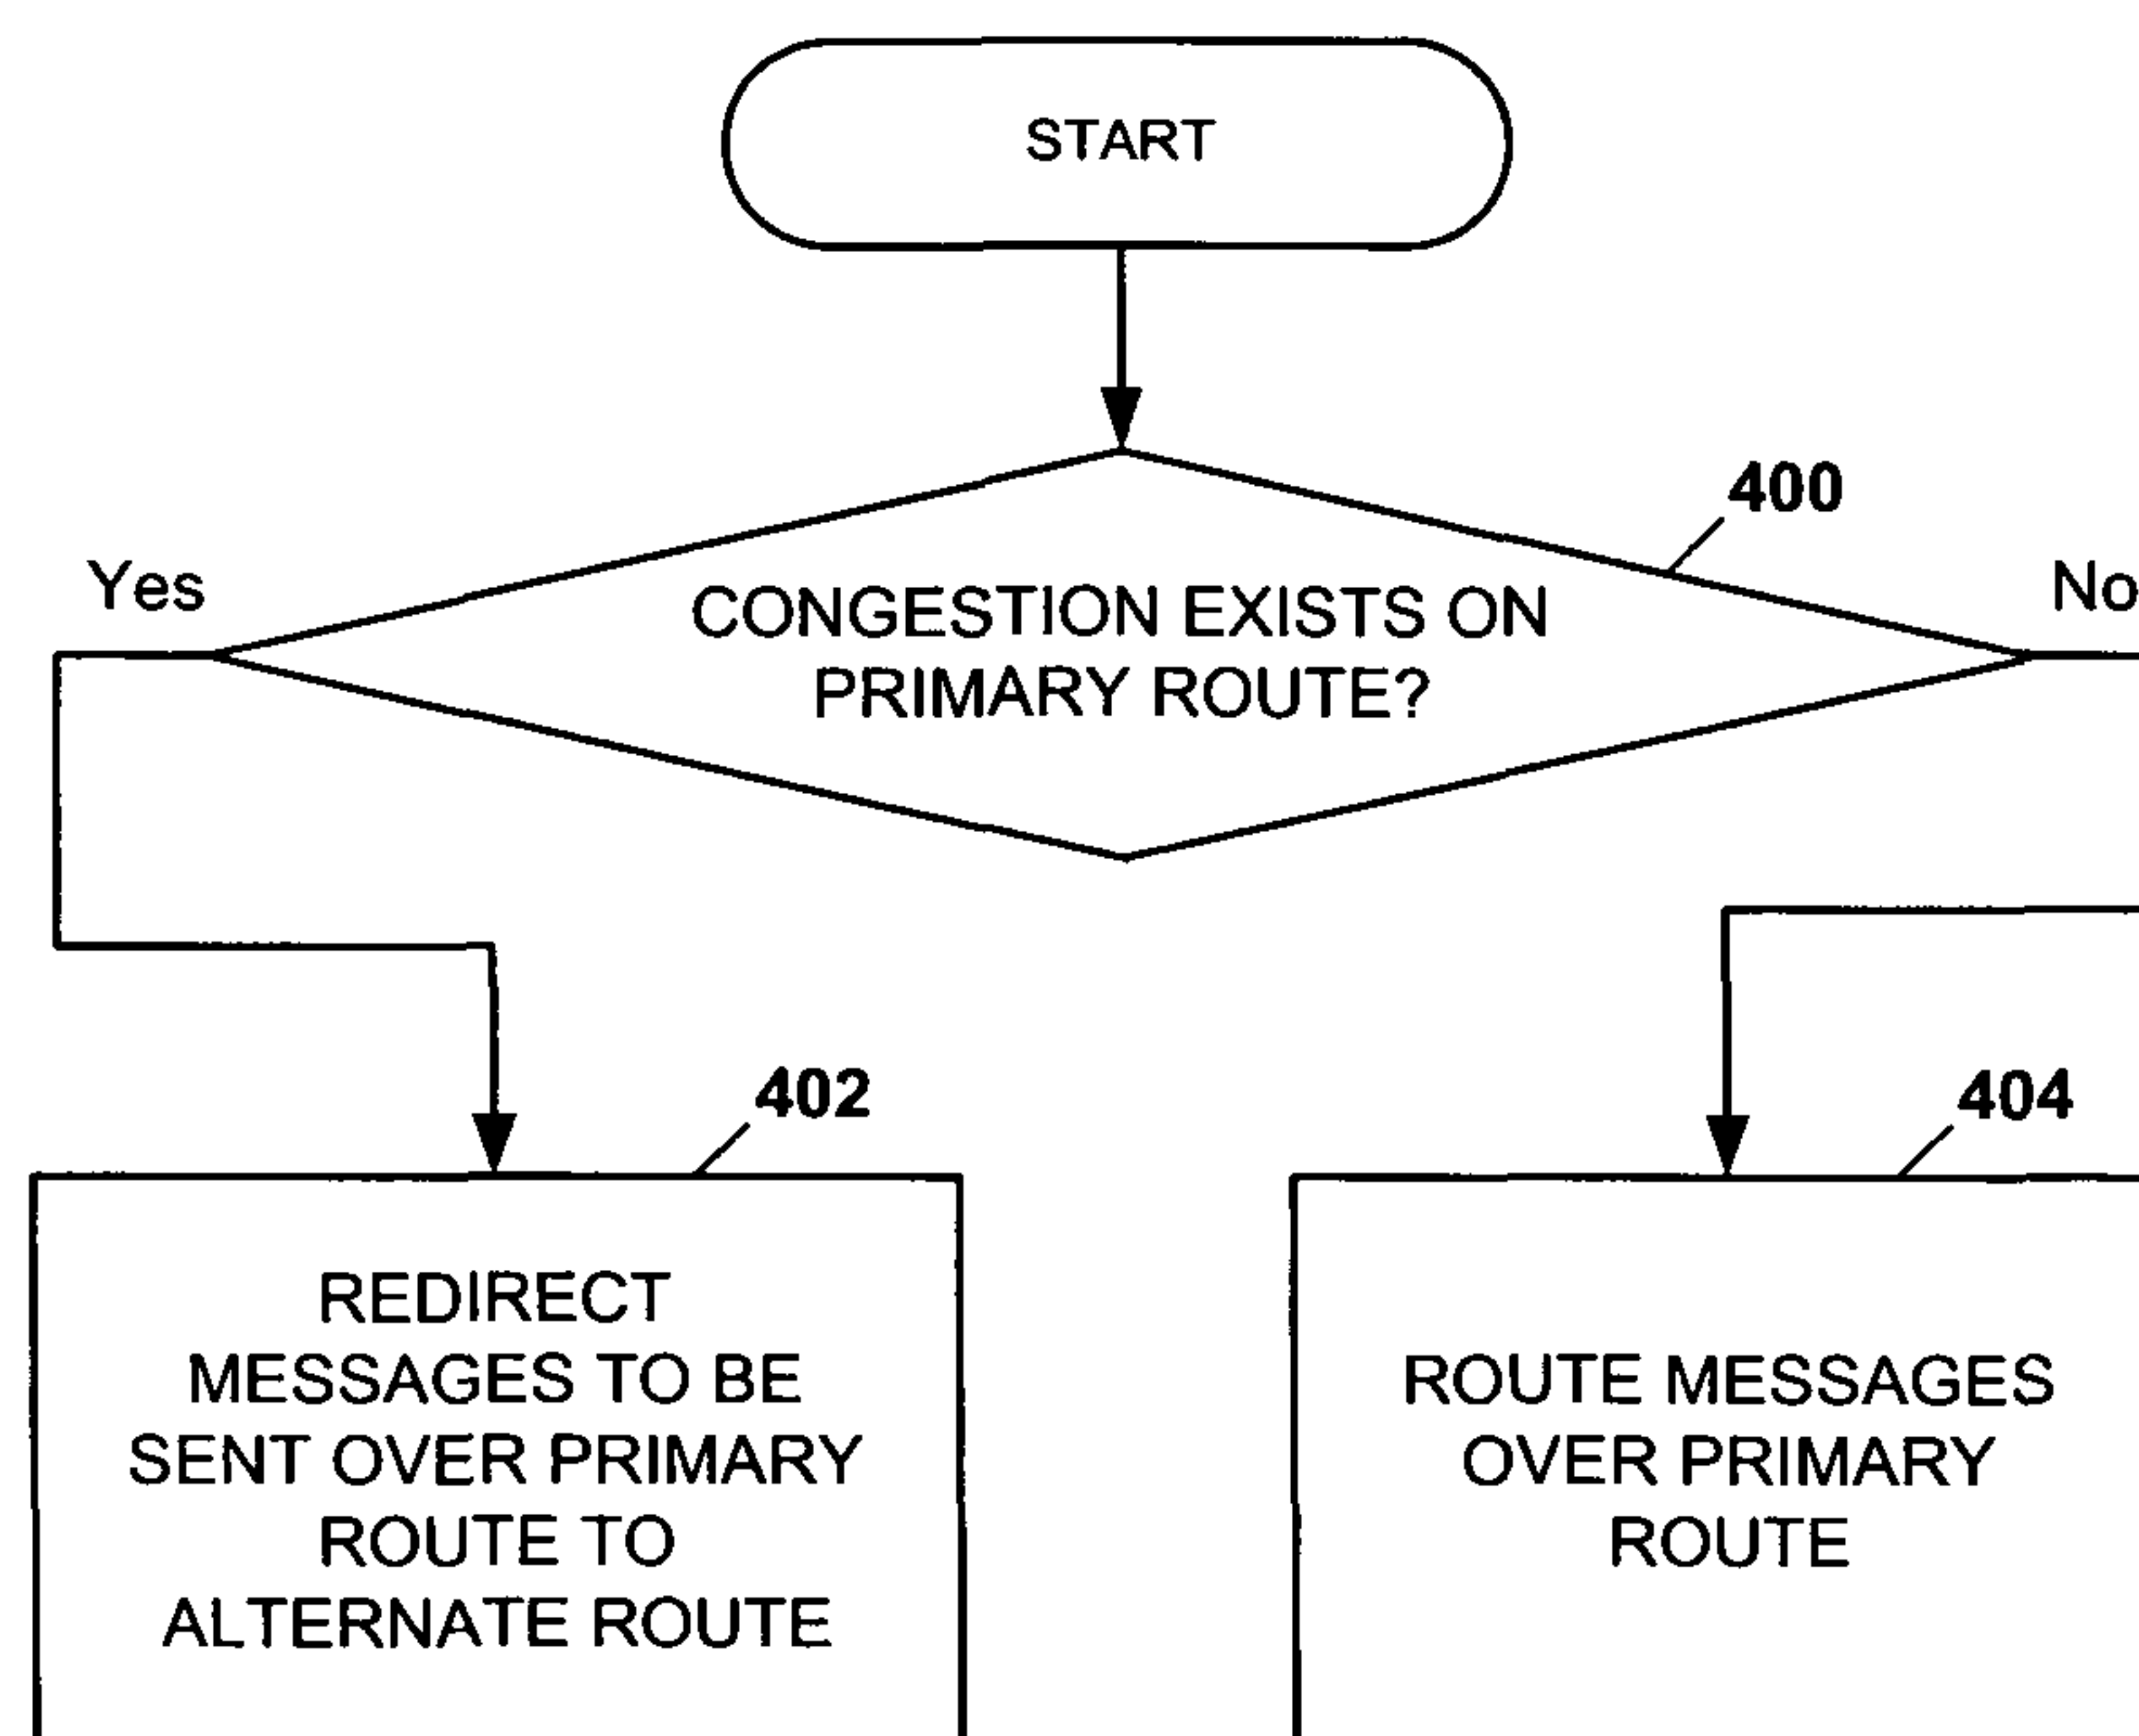 START
400
Yes
No
CONGESTION EXISTS ON
PRIMARY ROUTE?
402
404
REDIRECT
MESSAGES TO BE
SENT OVER PRIMARY
ROUTE TO
ALTERNATE ROUTE
ROUTE MESSAGES
OVER PRIMARY
ROUTE